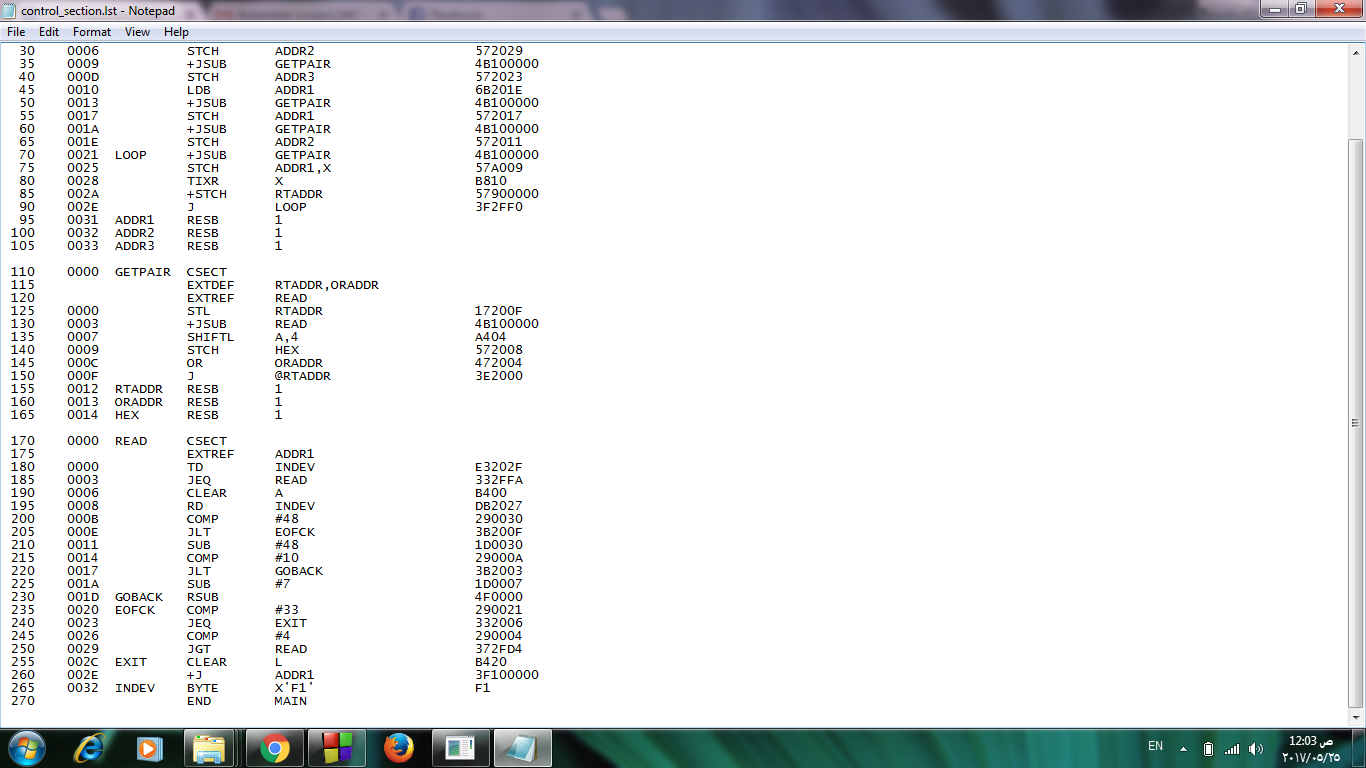 control_section.lst - Notepad
File Edit Format View Help
30 0006 STCH ADDR2 572029
35 0009 +JSUB GETPAIR 4B100000
40 000D STCH ADDR3 572023
45 0010 LDB ADDR1 6B201E
50 0013 +JSUB GETPAIR 4B100000
55 0017 STCH ADDR1 572017
60 001A +JSUB GETPAIR 4B100000
65 001E STCH ADDR2 572011
70 0021 LOOP +JSUB GETPAIR 4B100000
75 0025 STCH ADDR1,X 57A009
80 0028 TIXR X B810
85 002A +STCH RTADDR 57900000
90 002E J LOOP 3F2FF0
95 0031 ADDR1 RESB 1
100 0032 ADDR2 RESB 1
105 0033 ADDR3 RESB 1
110 0000 GETPAIR CSECT
115 EXTDEF RTADDR,ORADDR
120 EXTREF READ
125 0000 STL RTADDR 17200F
130 0003 +JSUB READ 4B100000
135 0007 SHIFTL A,4 A404
140 0009 STCH HEX 572008
145 000C OR ORADDR 472004
150 000F J @RTADDR 3E2000
155 0012 RTADDR RESB 1
160 0013 ORADDR RESB 1
165 0014 HEX RESB 1
170 0000 READ CSECT
175 EXTREF ADDR1
180 0000 TD INDEV E3202F
185 0003 JEQ READ 332FFA
190 0006 CLEAR A B400
195 0008 RD INDEV DB2027
200 000B COMP #48 290030
205 000E JLT EOFCK 3B200F
210 0011 SUB #48 1D0030
215 0014 COMP #10 29000A
220 0017 JLT GOBACK 3B2003
225 001A SUB #7 1D0007
230 001D GOBACK RSUB 4F0000
235 0020 EOFCK COMP #33 290021
240 0023 JEQ EXIT 332006
245 0026 COMP #4 290004
250 0029 JGT READ 372FD4
255 002C EXIT CLEAR L B420
260 002E +J ADDR1 3F100000
265 0032 INDEV BYTE X'F1' F1
270 END MAIN
EN
12:03 ص
٢٠١٧/٠٥/٢٥